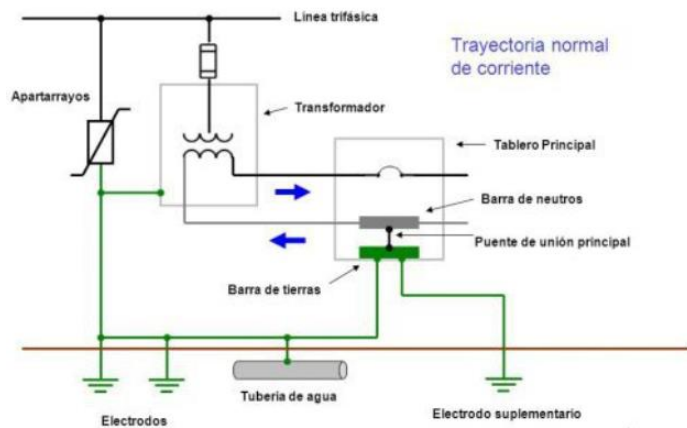 Línea trifásica
Trayectoria normal
de corriente
Apartarrayos
Transformador
Tablero Principal
Barra de neutros
Puente de unión principal
Barra de tierras
Tubería de agua
Electrodos
Electrodo suplementario